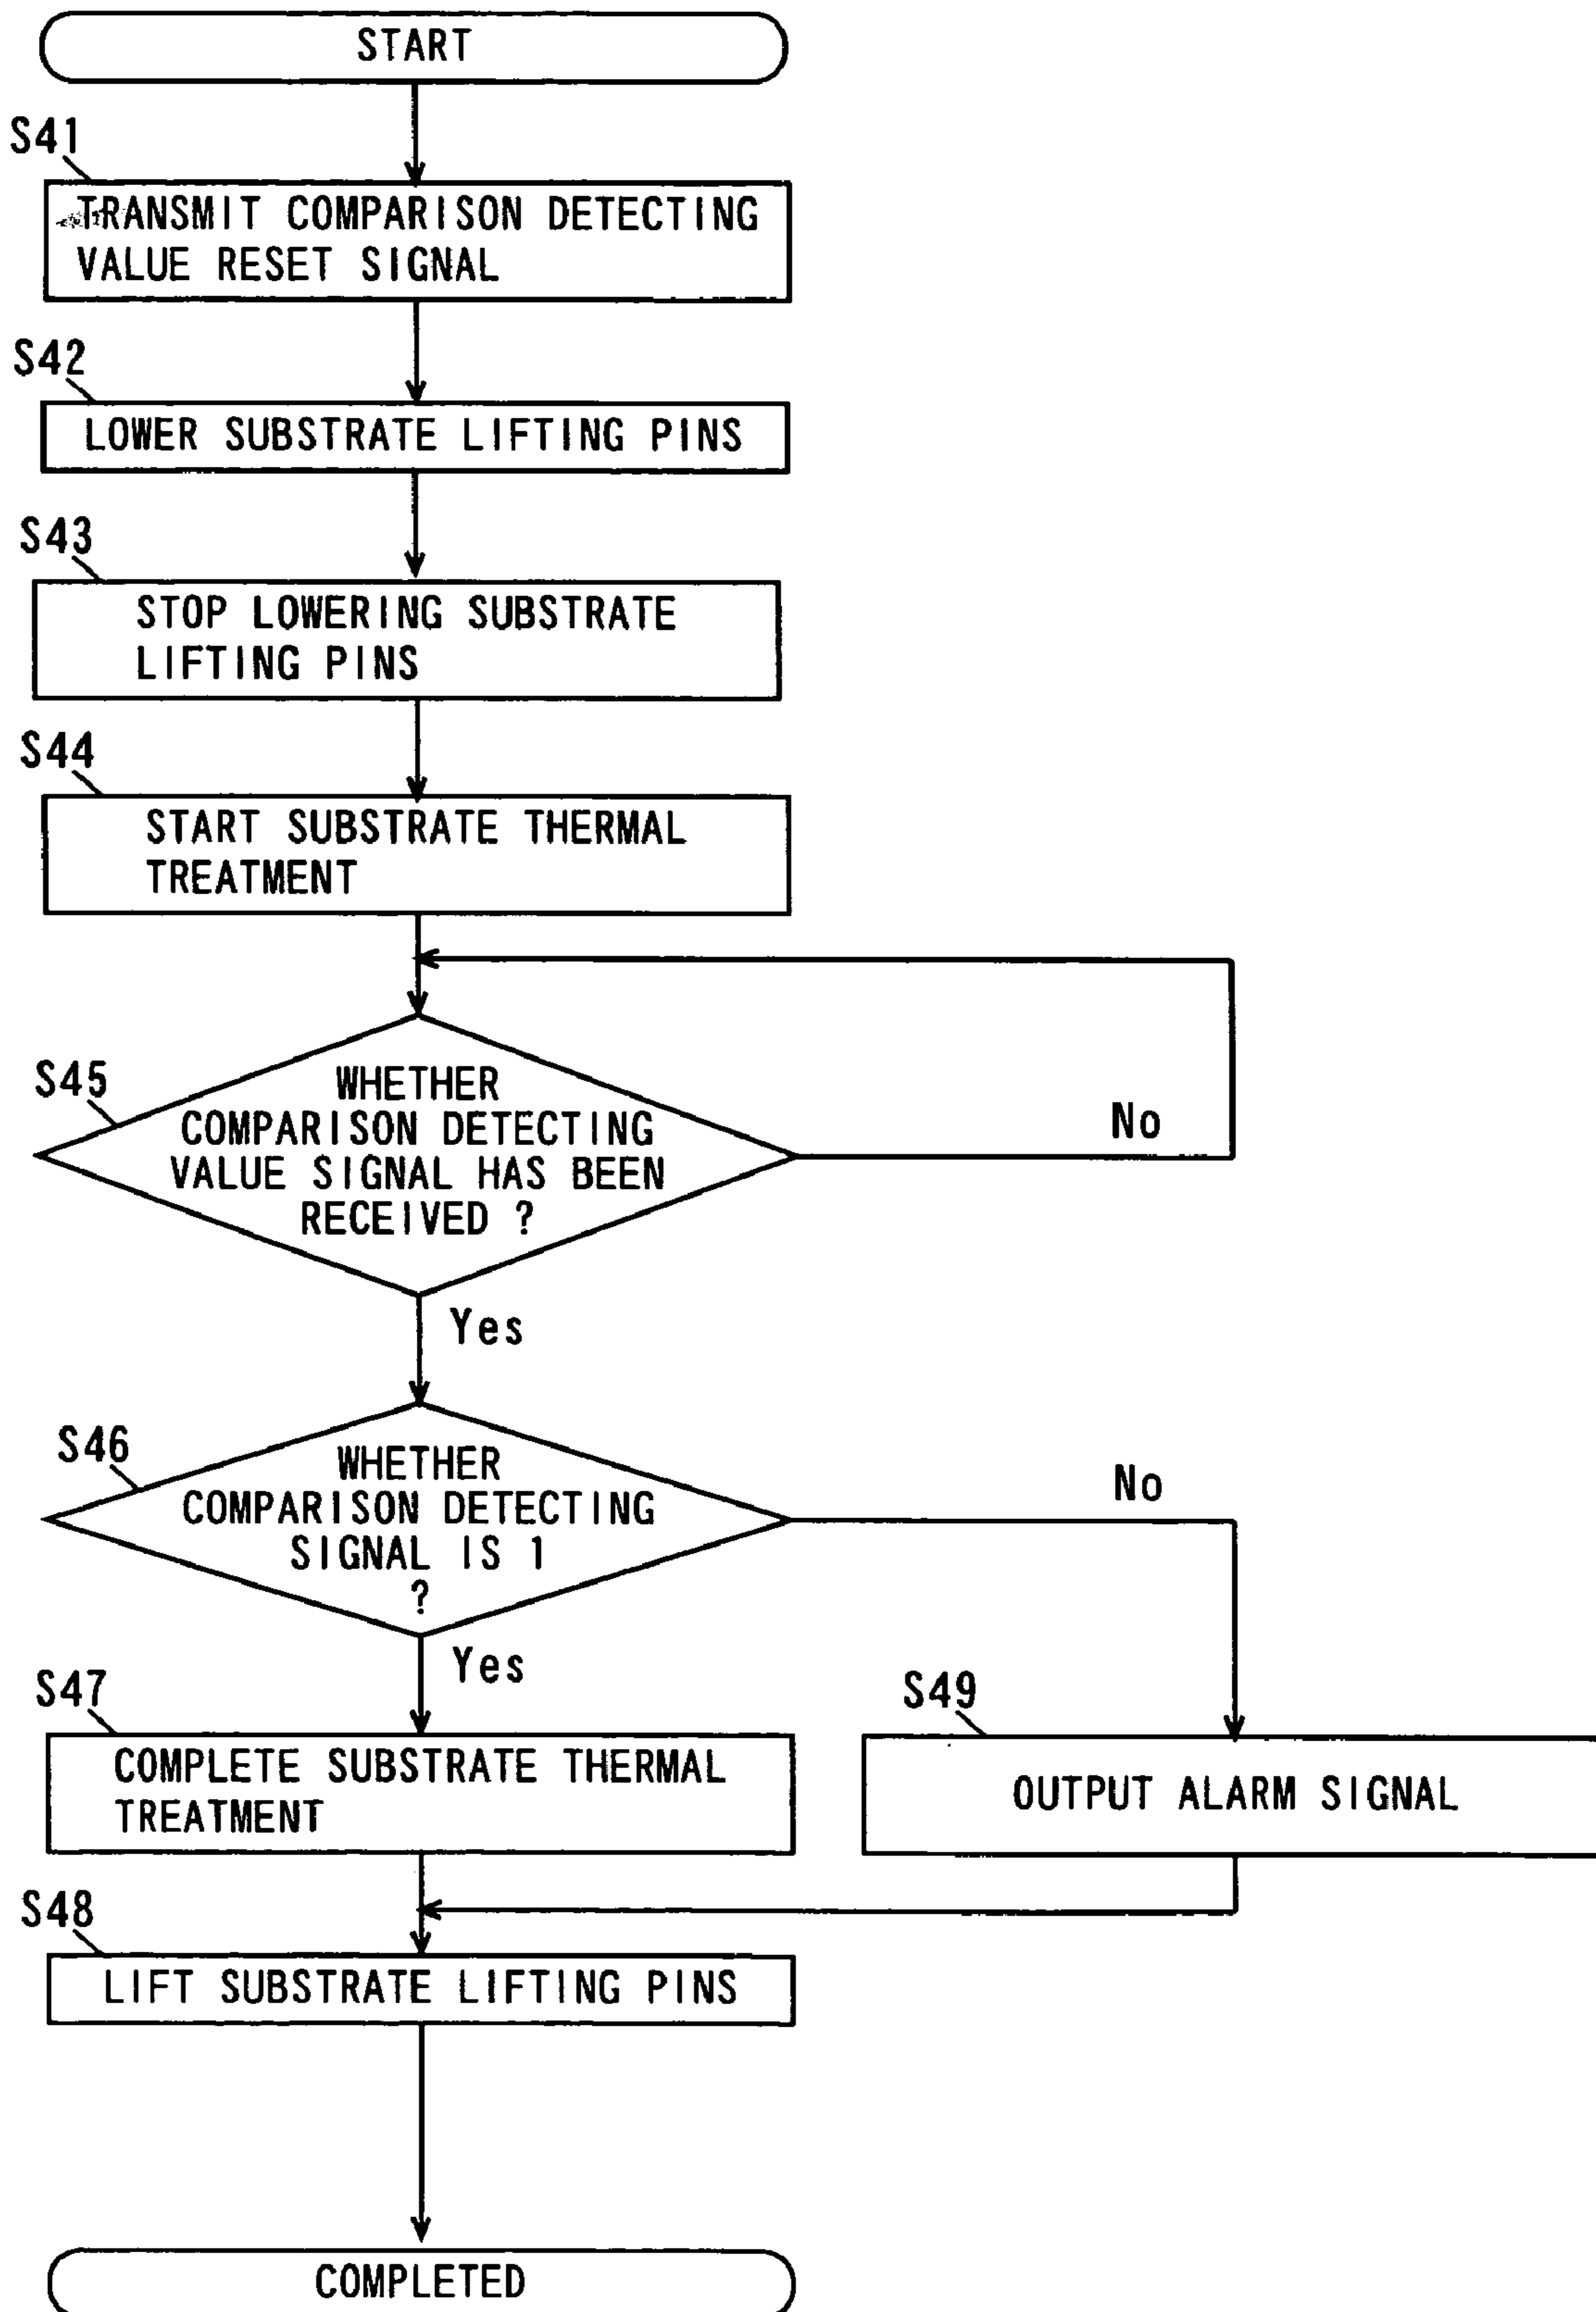 START
S41
TRANSMIT COMPARISON DETECTING
VALUE RESET SIGNAL
S42
LOWER SUBSTRATE LIFTING PINS
S43
STOP LOWERING SUBSTRATE
LIFTING PINS
S44
START SUBSTRATE THERMAL
TREATMENT
S45
WHETHER
COMPARISON DETECTING
VALUE SIGNAL HAS BEEN
RECEIVED ?
No
Yes
S46
WHETHER
COMPARISON DETECTING
SIGNAL IS 1
?
No
Yes
S47
COMPLETE SUBSTRATE THERMAL
TREATMENT
S49
OUTPUT ALARM SIGNAL
S48
LIFT SUBSTRATE LIFTING PINS
COMPLETED